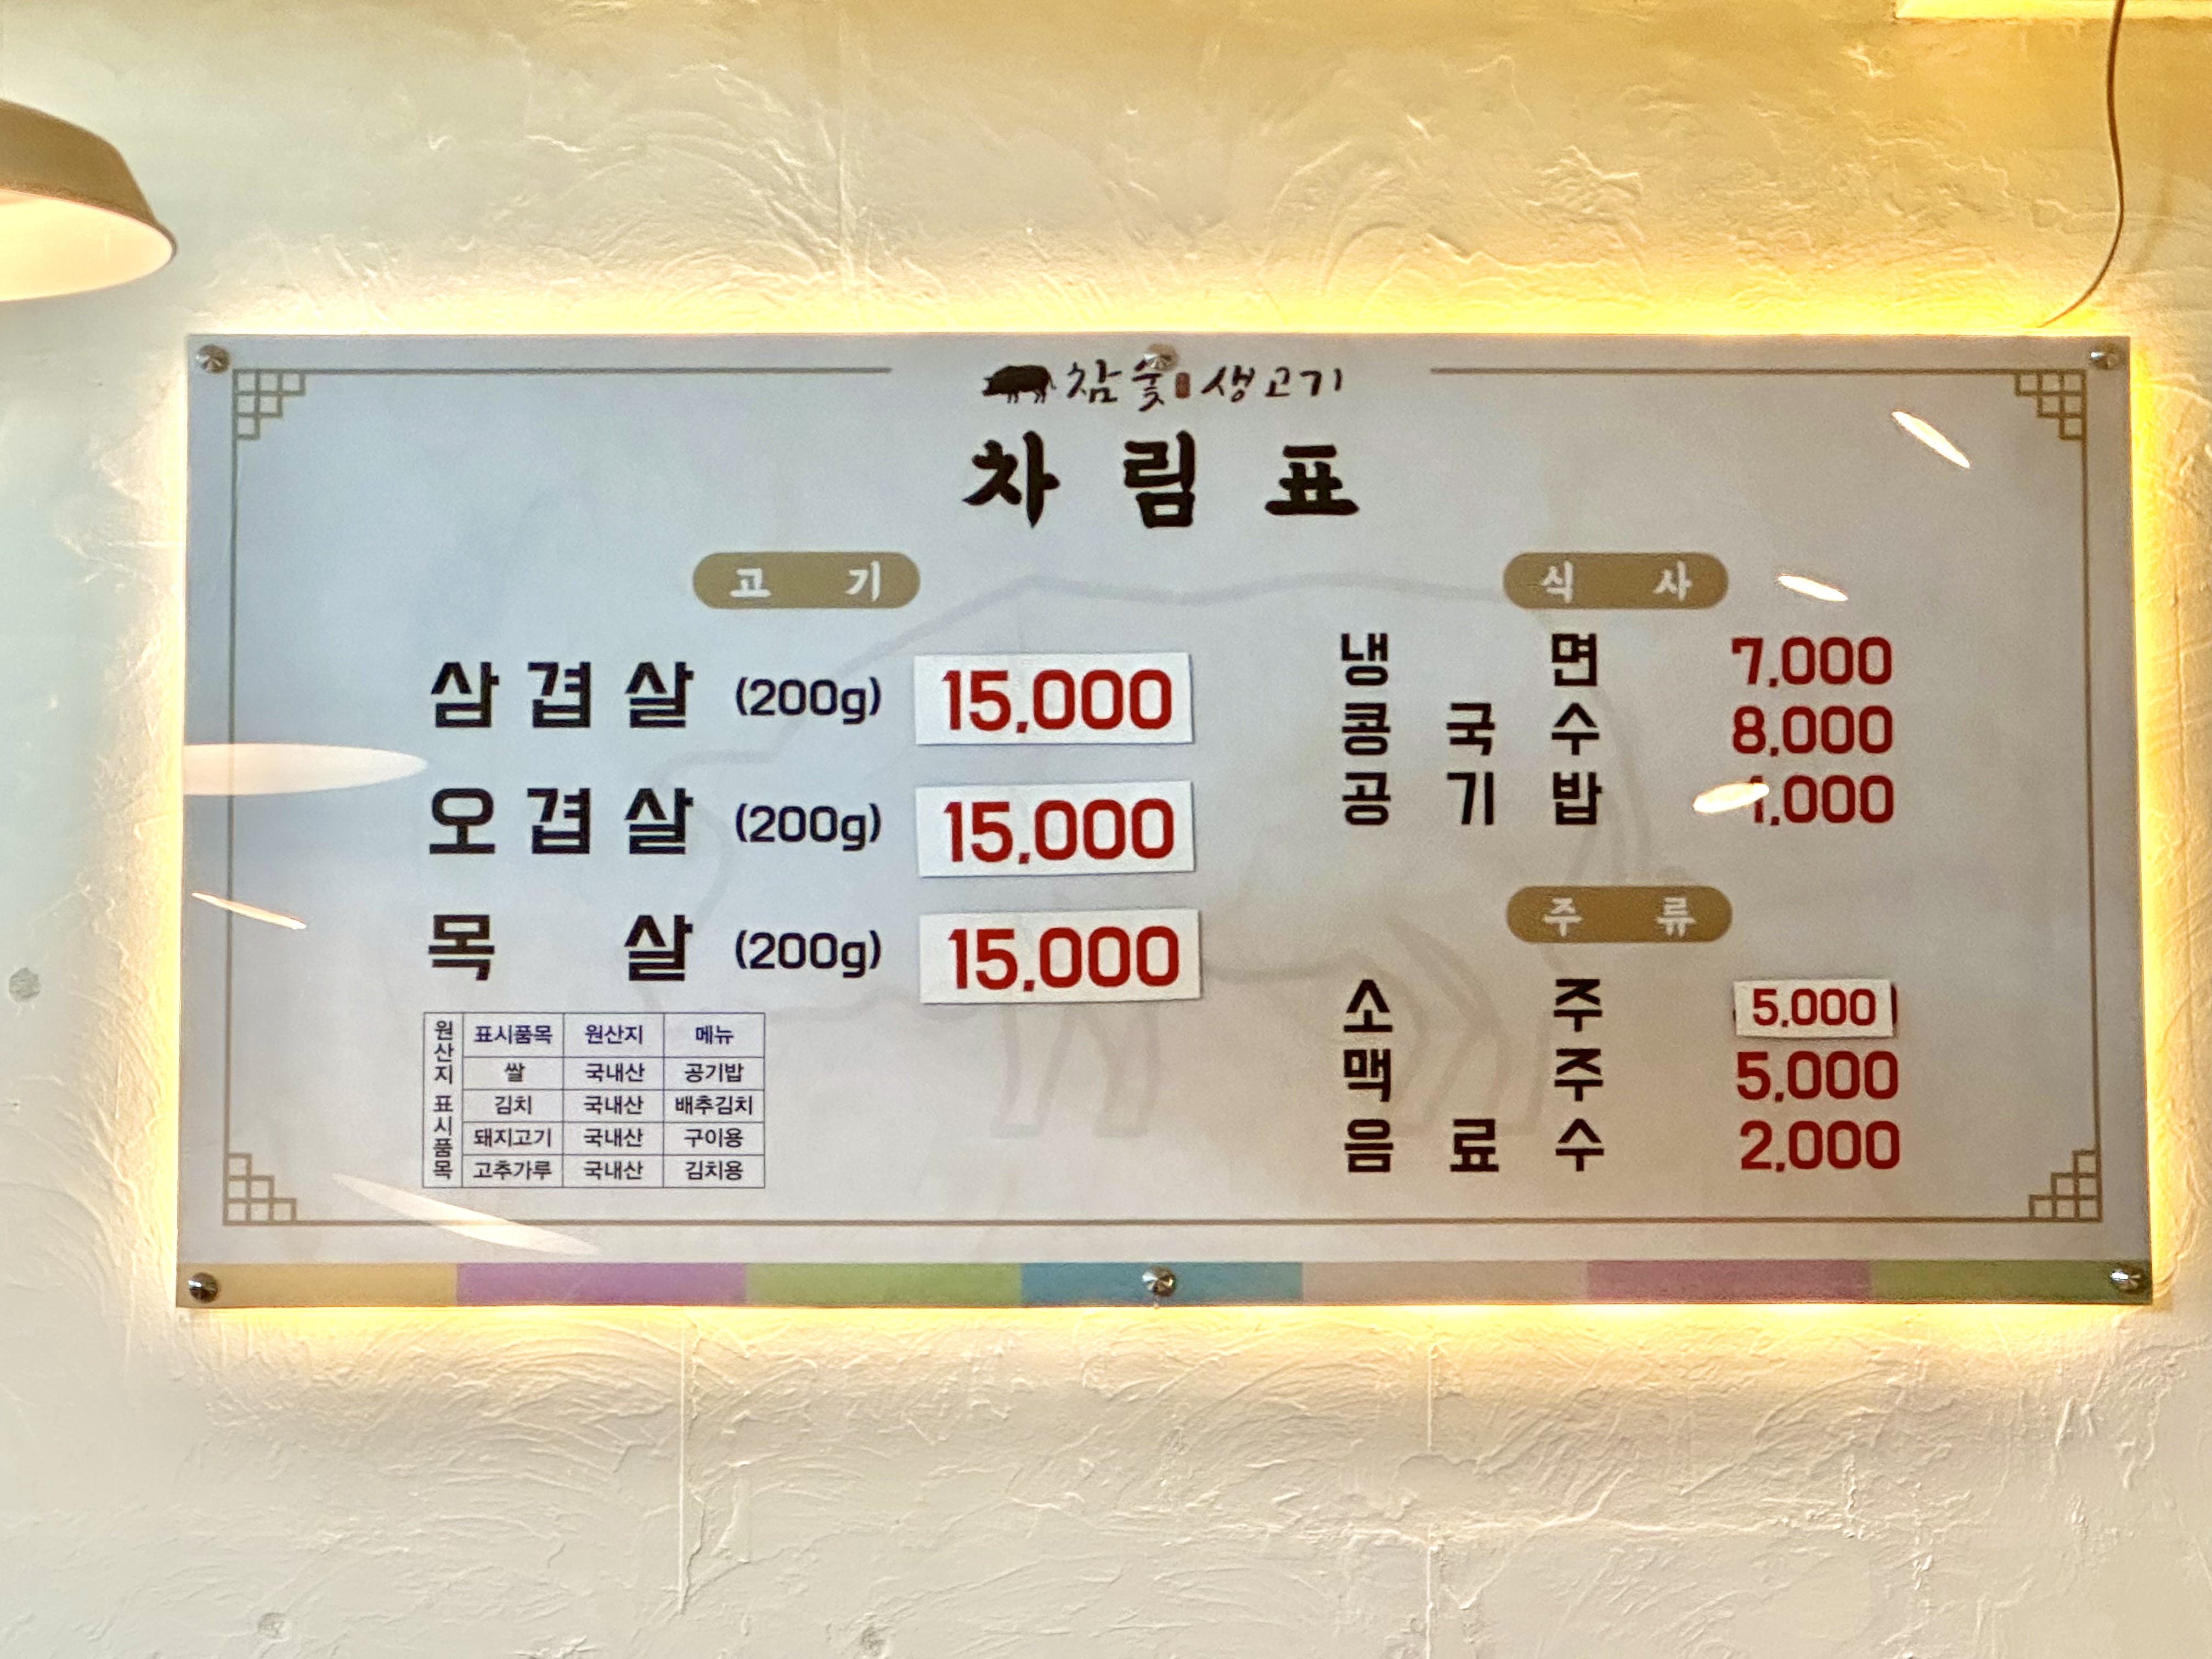 참숯 생고기
차림표
고기
삼겹살 (200g) 15,000
오겹살 (200g) 15,000
목살 (200g) 15,000
원산지 표시품목
표시품목 원산지 메뉴
쌀 국내산 공기밥
김치 국내산 배추김치
돼지고기 국내산 구이용
고추가루 국내산 김치용
식사
냉면 7,000
콩국수 8,000
공기밥 1,000
주류
소주 5,000
맥주 5,000
음료수 2,000